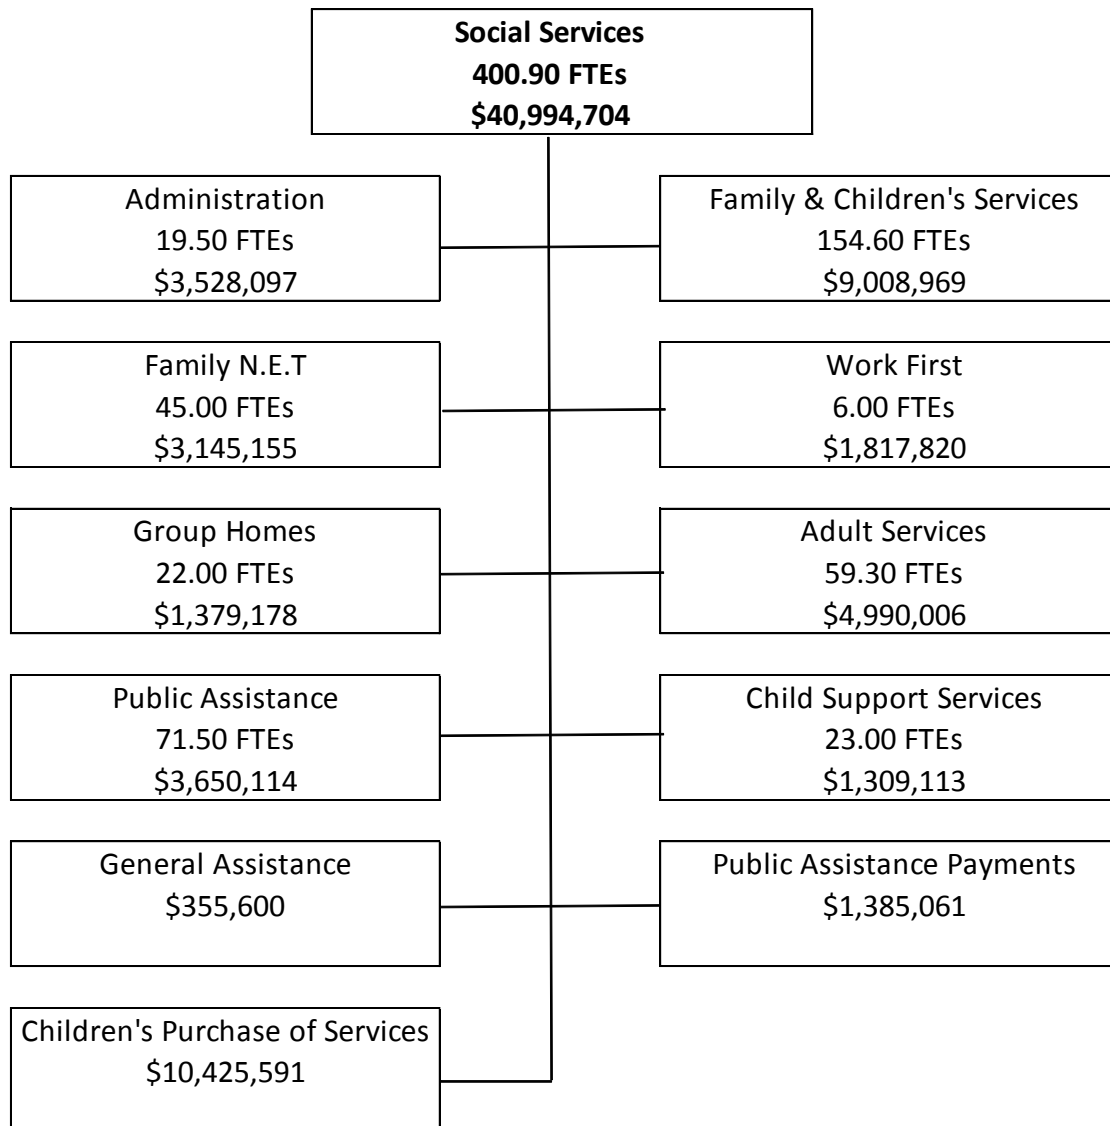 Social Services
400.90 FTEs
$40,994,704
Administration
19.50 FTEs
$3,528,097
Family & Children's Services
154.60 FTEs
$9,008,969
Family N.E.T
45.00 FTEs
$3,145,155
Work First
6.00 FTEs
$1,817,820
Group Homes
22.00 FTEs
$1,379,178
Adult Services
59.30 FTEs
$4,990,006
Public Assistance
71.50 FTEs
$3,650,114
Child Support Services
23.00 FTEs
$1,309,113
General Assistance
$355,600
Public Assistance Payments
$1,385,061
Children's Purchase of Services
$10,425,591